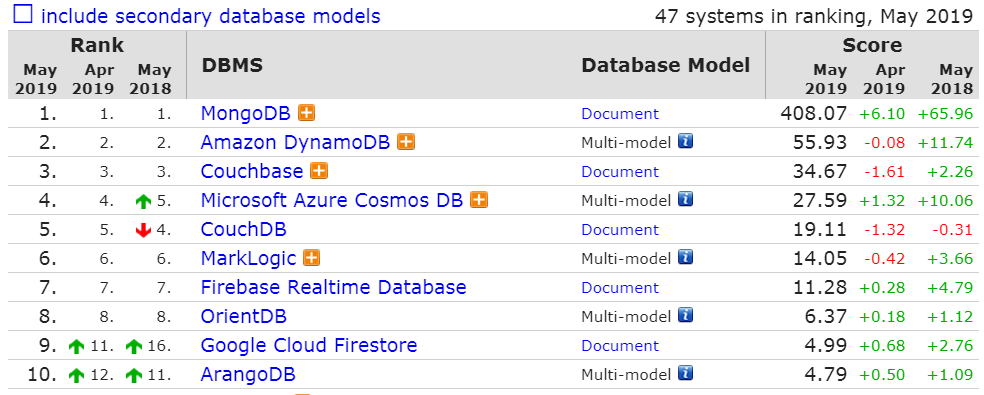 include secondary database models 47 systems in ranking, May 2019
Rank Score
DBMS Database Model
May Apr May May Apr May
2019 2019 2018 2019 2019 2018
1. 1. 1. MongoDB Document 408.07 +6.10 +65.96
2. 2. 2. Amazon DynamoDB Multi-model 55.93 -0.08 +11.74
3. 3. 3. Couchbase Document 34.67 -1.61 +2.26
4. 4. 5. Microsoft Azure Cosmos DB Multi-model 27.59 +1.32 +10.06
5. 5. 4. CouchDB Document 19.11 -1.32 -0.31
6. 6. 6. MarkLogic Multi-model 14.05 -0.42 +3.66
7. 7. 7. Firebase Realtime Database Document 11.28 +0.28 +4.79
8. 8. 8. OrientDB Multi-model 6.37 +0.18 +1.12
9. 11. 16. Google Cloud Firestore Document 4.99 +0.68 +2.76
10. 12. 11. ArangoDB Multi-model 4.79 +0.50 +1.09